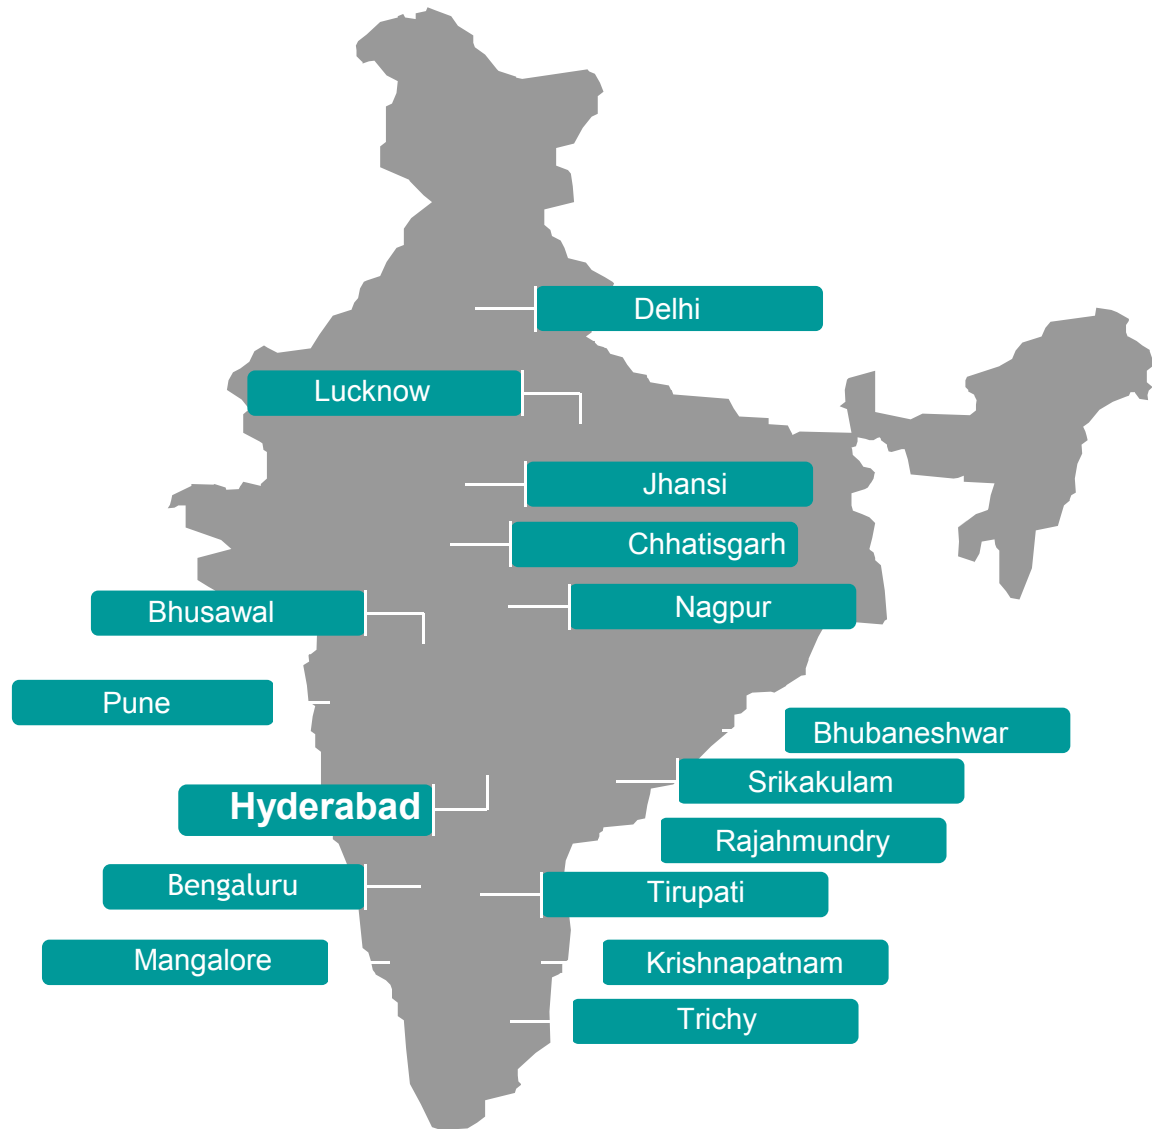 Delhi
Lucknow
Jhansi
Chhatisgarh
Nagpur
Bhusawal
Pune
Bhubaneshwar
Srikakulam
Hyderabad
Rajahmundry
Bengaluru
Tirupati
Mangalore
Krishnapatnam
Trichy